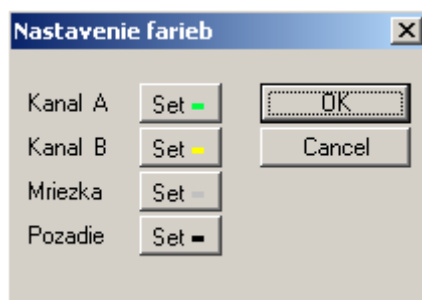 Nastavenie farieb
Kanal A Set OK
Kanal B Set Cancel
Mriezka Set
Pozadie Set